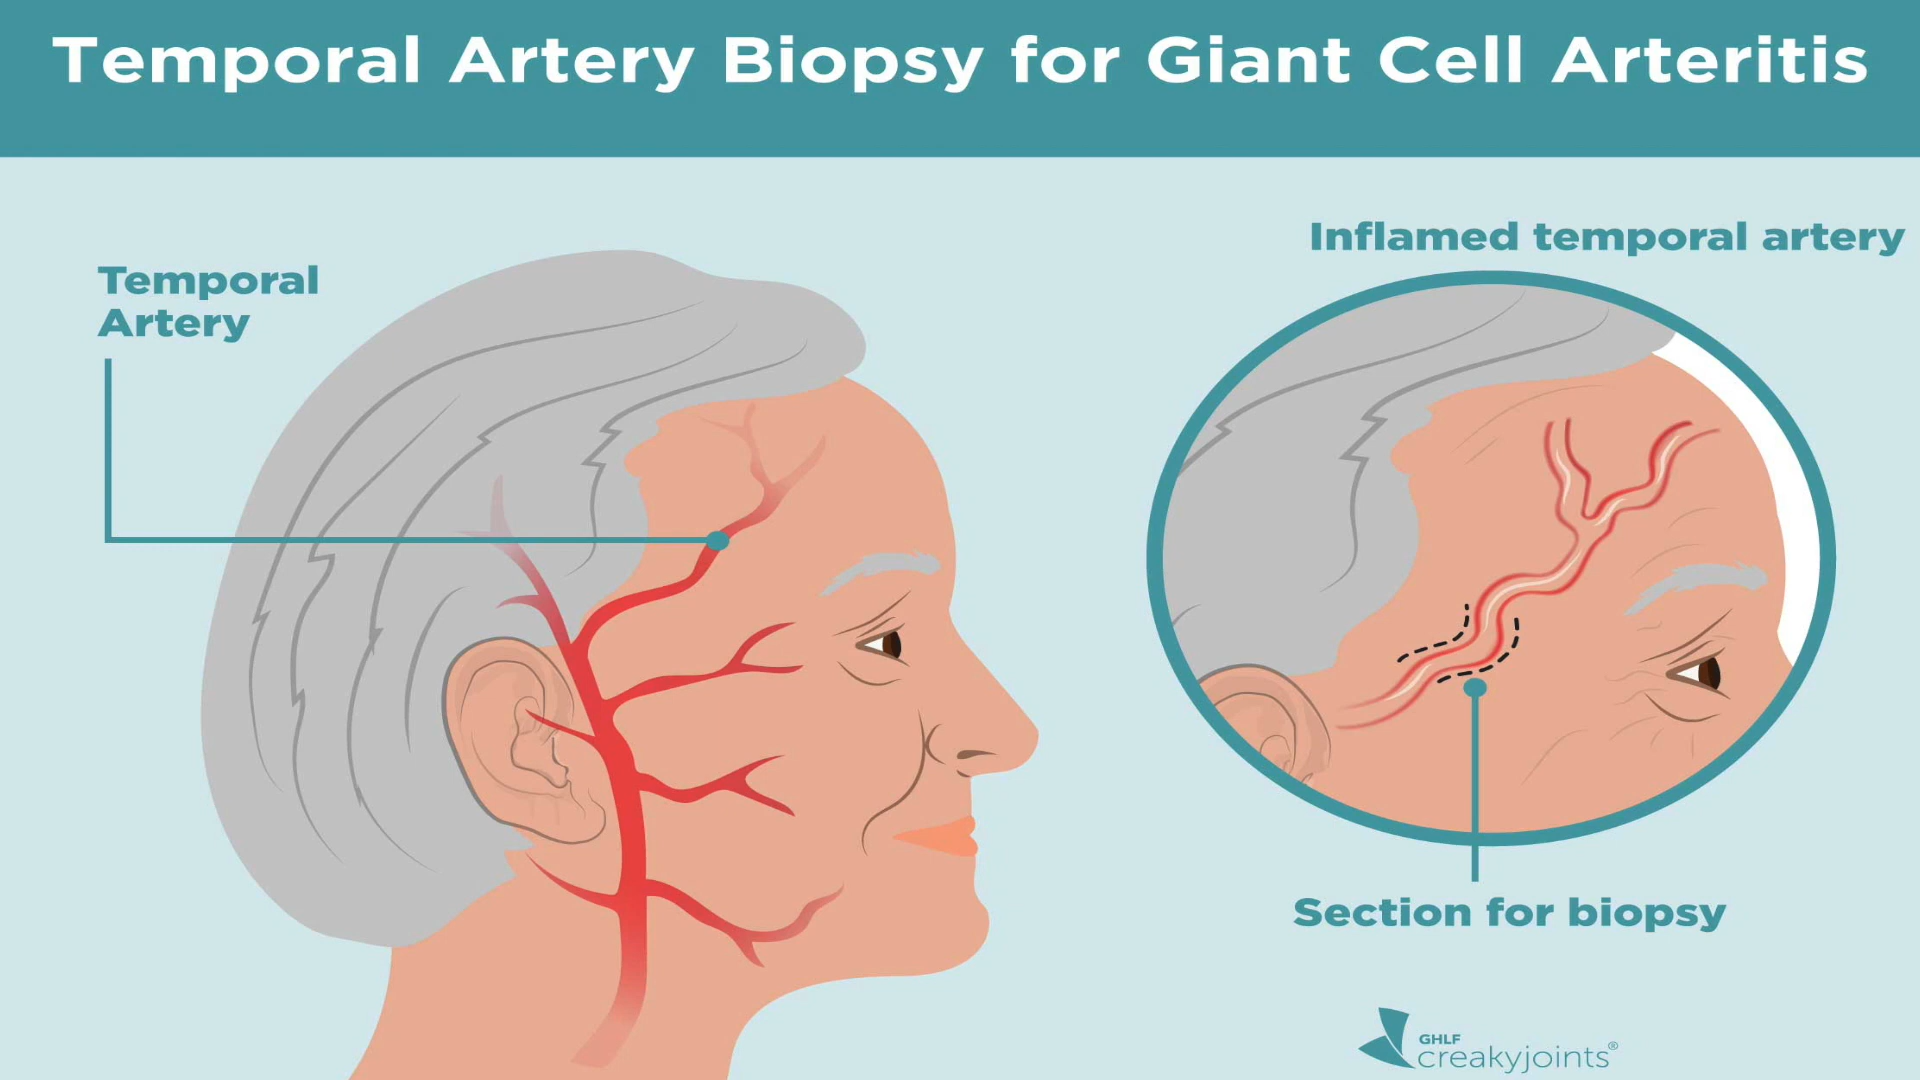 Temporal Artery Biopsy for Giant Cell Arteritis
Temporal
Artery
Inflamed temporal artery
Section for biopsy
GHLF
creakyjoints®